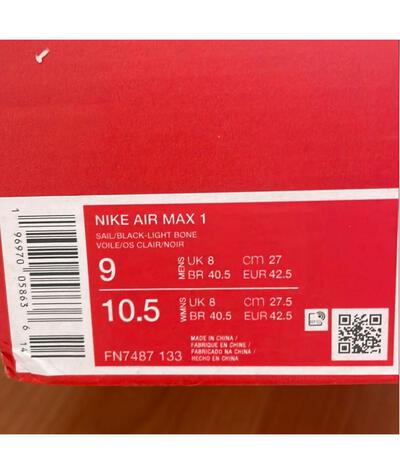 NIKE AIR MAX 1
SAIL/BLACK-LIGHT BONE
VOILE/OS CLAIR/NOIR
9 MENS UK 8 cm 27
BR 40.5 EUR 42.5
10.5 WMNS UK 8 cm 27.5
BR 40.5 EUR 42.5
MADE IN CHINA /
FABRIQUE EN CHINE /
FABRICADO NA CHINA /
HECHO EN CHINA
FN7487 133
1 96970 05863 6 14